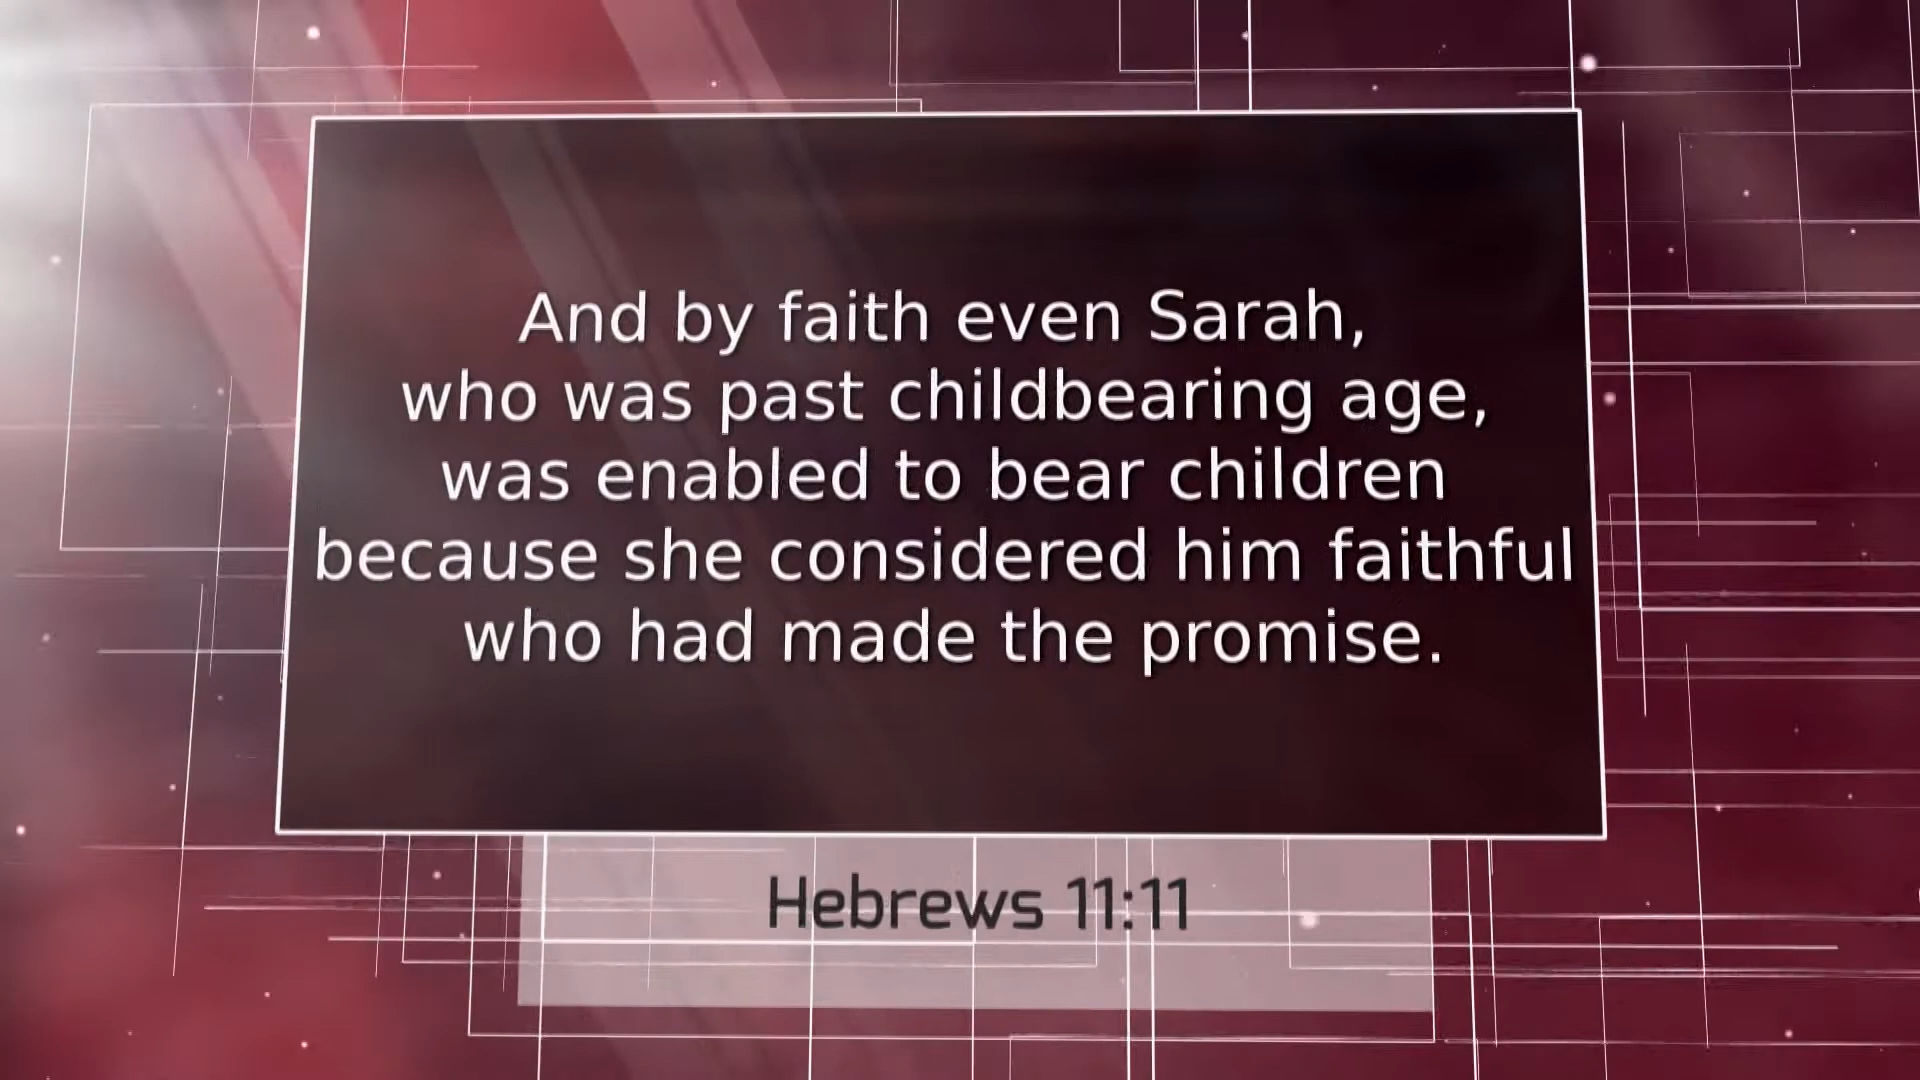 And by faith even Sarah,
who was past childbearing age,
was enabled to bear children
because she considered him faithful
who had made the promise.
Hebrews 11:11